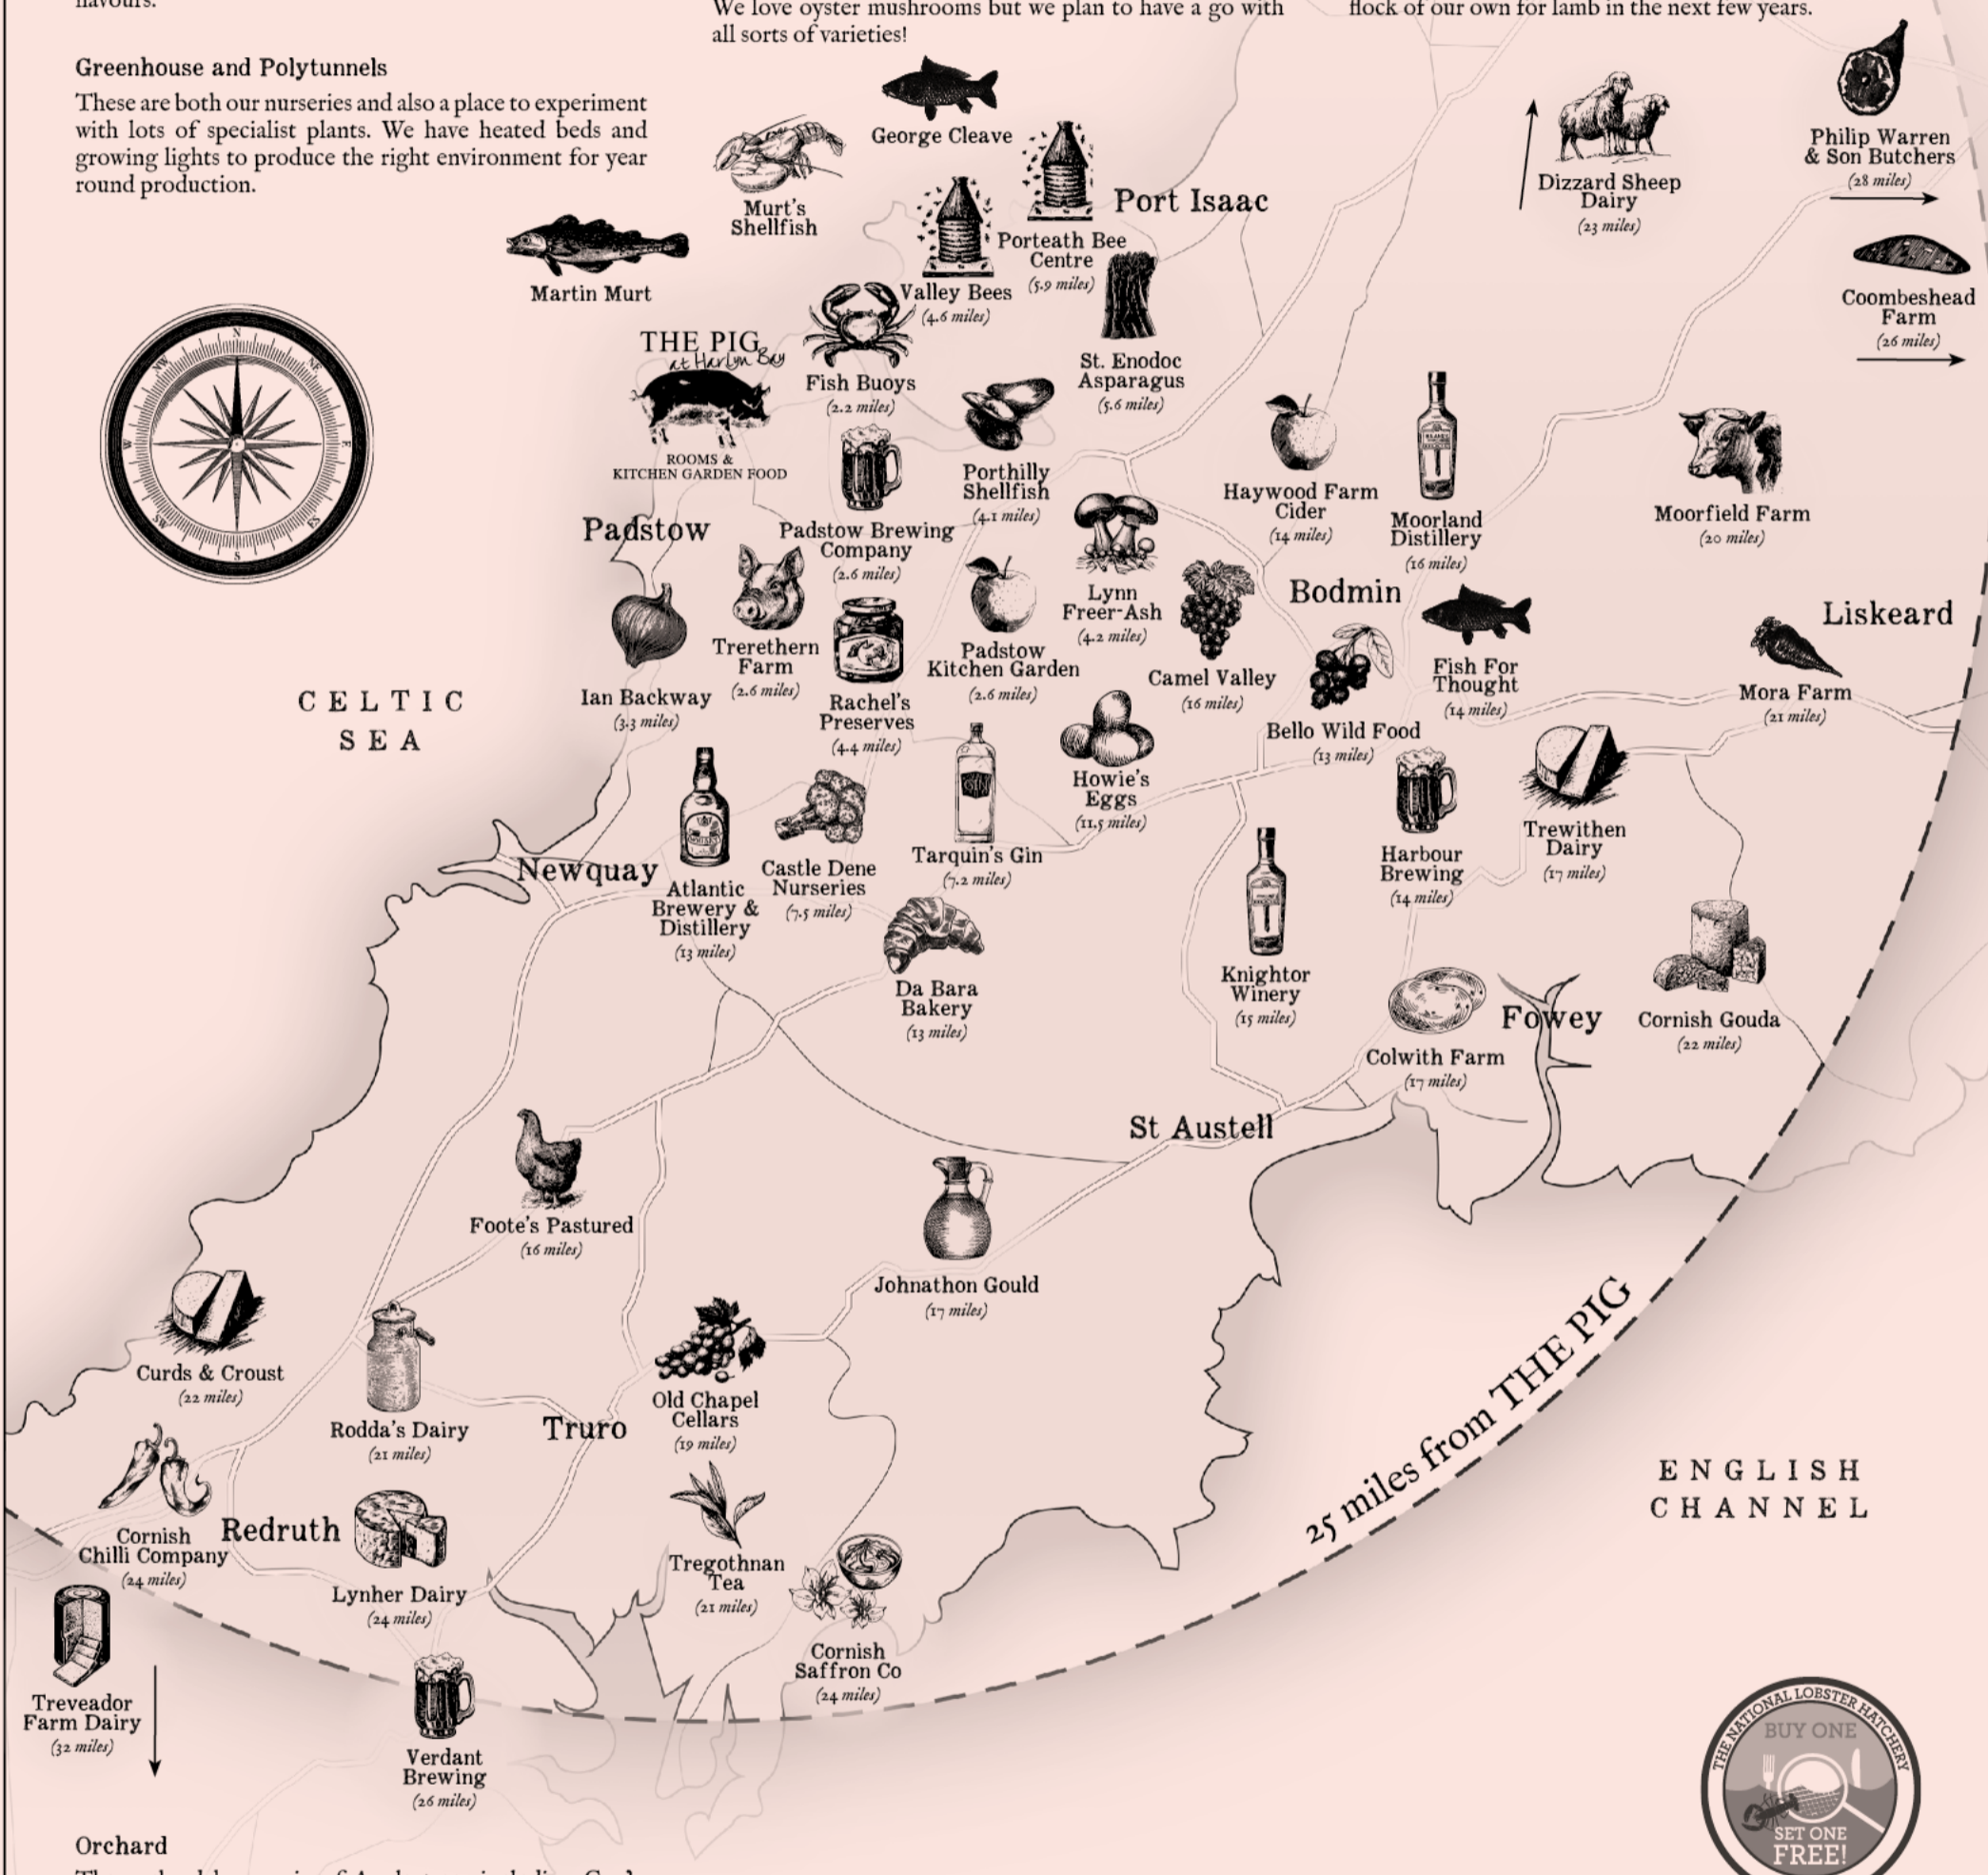 flavours.
We love oyster mushrooms but we plan to have a go with
all sorts of varieties!
flock of our own for lamb in the next few years.
Greenhouse and Polytunnels
These are both our nurseries and also a place to experiment
with lots of specialist plants. We have heated beds and
growing lights to produce the right environment for year
round production.
George Cleave
Murt's
Shellfish
Martin Murt
Port Isaac
Porteath Bee
Centre
(5.9 miles)
Valley Bees
(4.6 miles)
Dizzard Sheep
Dairy
(23 miles)
Philip Warren
& Son Butchers
(28 miles)
Coombeshead
Farm
(26 miles)
N
NE
E
ES
S
SW
W
NW
THE PIG
at Harlyn Bay
ROOMS &
KITCHEN GARDEN FOOD
Fish Buoys
(2.2 miles)
St. Enodoc
Asparagus
(5.6 miles)
Padstow
Padstow Brewing
Company
(2.6 miles)
Porthilly
Shellfish
(4.1 miles)
Haywood Farm
Cider
(14 miles)
Moorland
Distillery
(16 miles)
Moorfield Farm
(20 miles)
Lynn
Freer-Ash
(4.2 miles)
Bodmin
Liskeard
Ian Backway
(3.3 miles)
Trerethern
Farm
(2.6 miles)
Rachel's
Preserves
(4.4 miles)
Padstow
Kitchen Garden
(2.6 miles)
Camel Valley
(16 miles)
Fish For
Thought
(14 miles)
Mora Farm
(21 miles)
Bello Wild Food
(13 miles)
CELTIC
SEA
Howie's
Eggs
(11.5 miles)
GIN
Tarquin's Gin
(7.2 miles)
Newquay
Atlantic
Brewery &
Distillery
(13 miles)
Castle Dene
Nurseries
(7.5 miles)
Harbour
Brewing
(14 miles)
Trewithen
Dairy
(17 miles)
Da Bara
Bakery
(13 miles)
Knightor
Winery
(15 miles)
Colwith Farm
(17 miles)
Fowey
Cornish Gouda
(22 miles)
St Austell
Foote's Pastured
(16 miles)
Johnathon Gould
(17 miles)
Curds & Croust
(22 miles)
Rodda's Dairy
(21 miles)
Truro
Old Chapel
Cellars
(19 miles)
25 miles from THE PIG
ENGLISH
CHANNEL
Cornish
Chilli Company
(24 miles)
Redruth
Lynher Dairy
(24 miles)
Tregothnan
Tea
(21 miles)
Cornish
Saffron Co
(24 miles)
Treveador
Farm Dairy
(32 miles)
Verdant
Brewing
(26 miles)
THE NATIONAL LOBSTER HATCHERY
BUY ONE
SET ONE
FREE!
Orchard